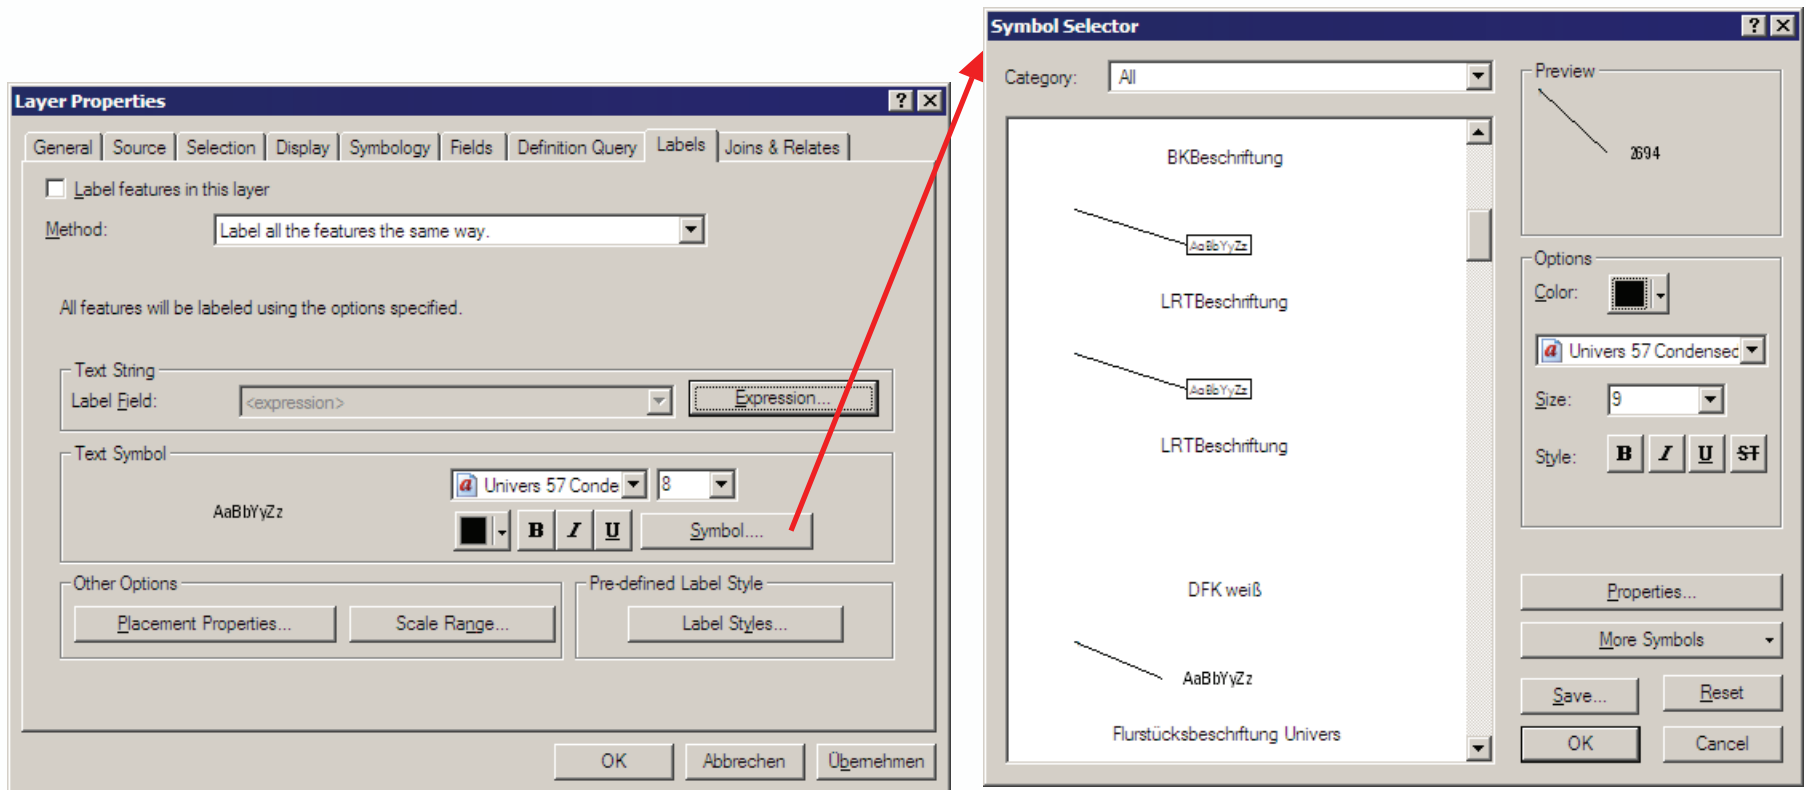 Layer Properties
General Source Selection Display Symbology Fields Definition Query Labels Joins & Relates
Label features in this layer
Method: Label all the features the same way.
All features will be labeled using the options specified.
Text String
Label Field: <expression> Expression...
Text Symbol
AaBbYyZz
Univers 57 Conde 8
B I U Symbol....
Other Options
Placement Properties... Scale Range...
Pre-defined Label Style
Label Styles...
OK Abbrechen Übernehmen
Symbol Selector
Category: All
BKBeschriftung
AaBbYyZz
LRTBeschriftung
AaBbYyZz
LRTBeschriftung
DFK weiß
AaBbYyZz
Flurstücksbeschriftung Univers
Preview
2694
Options
Color:
Univers 57 Condensec
Size: 9
Style: B I U ST
Properties...
More Symbols
Save... Reset
OK Cancel